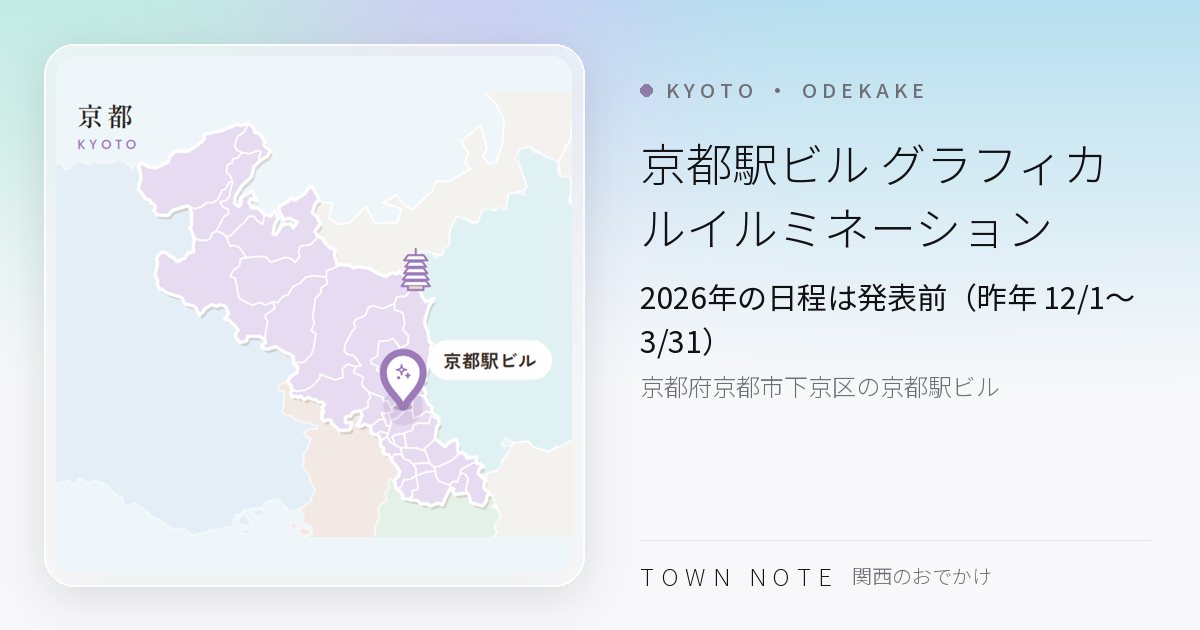 京都
KYOTO
京都駅ビル
KYOTO • ODEKAKE
京都駅ビル グラフィカ
ルイルミネーション
2026年の日程は発表前（昨年 12/1〜
3/31）
京都府京都市下京区の京都駅ビル
TOWN NOTE 関西のおでかけ